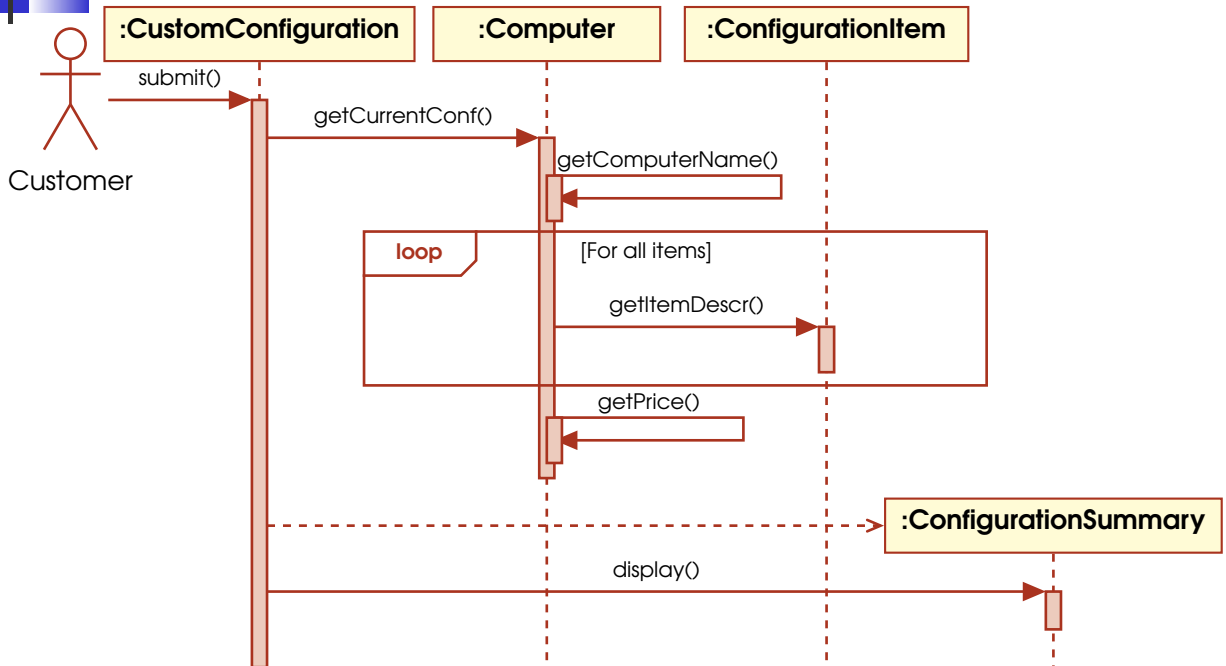 :CustomConfiguration
:Computer
:ConfigurationItem
submit()
getCurrentConf()
getComputerName()
Customer
loop
[For all items]
getItemDescr()
getPrice()
:ConfigurationSummary
display()